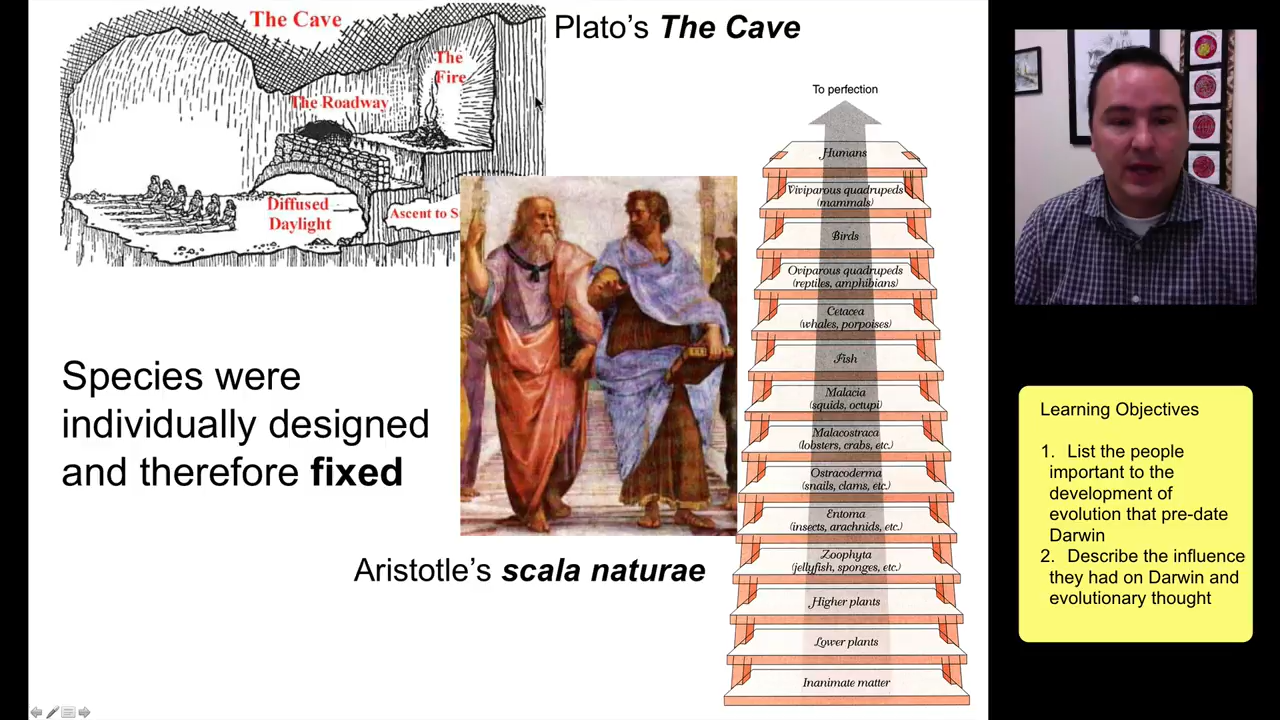 The Cave
The
Fire
The Roadway
Diffused
Daylight
Ascent to S
Plato’s The Cave
Species were
individually designed
and therefore fixed
Aristotle’s scala naturae
To perfection
Humans
Viviparous quadrupeds
(mammals)
Birds
Oviparous quadrupeds
(reptiles, amphibians)
Cetacea
(whales, porpoises)
Fish
Malacia
(squids, octupi)
Malacostraca
(lobsters, crabs, etc.)
Ostracoderma
(snails, clams, etc.)
Entoma
(insects, arachnids, etc.)
Zoophyta
(jellyfish, sponges, etc.)
Higher plants
Lower plants
Inanimate matter
Learning Objectives
1. List the people
important to the
development of
evolution that pre-date
Darwin
2. Describe the influence
they had on Darwin and
evolutionary thought